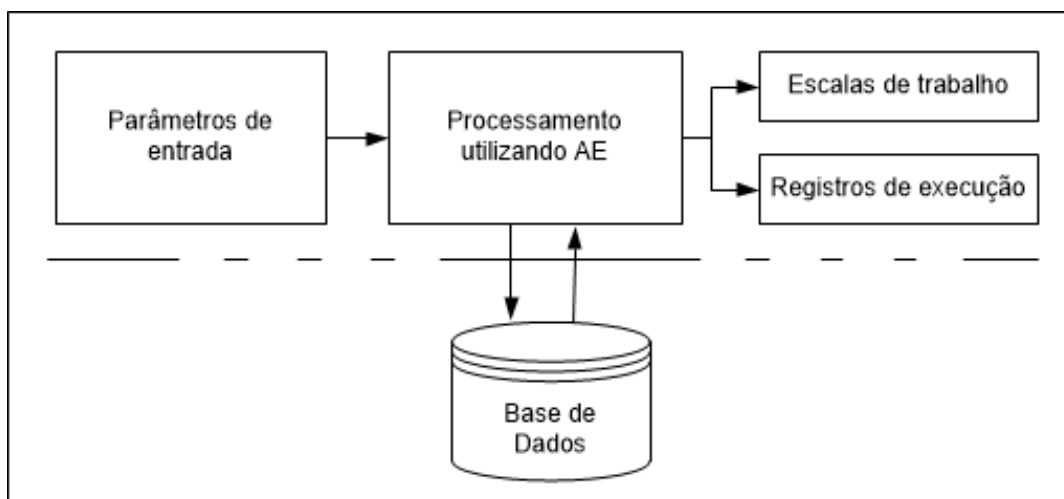 Parâmetros de
entrada
Processamento
utilizando AE
Escalas de trabalho
Registros de execução
Base de
Dados